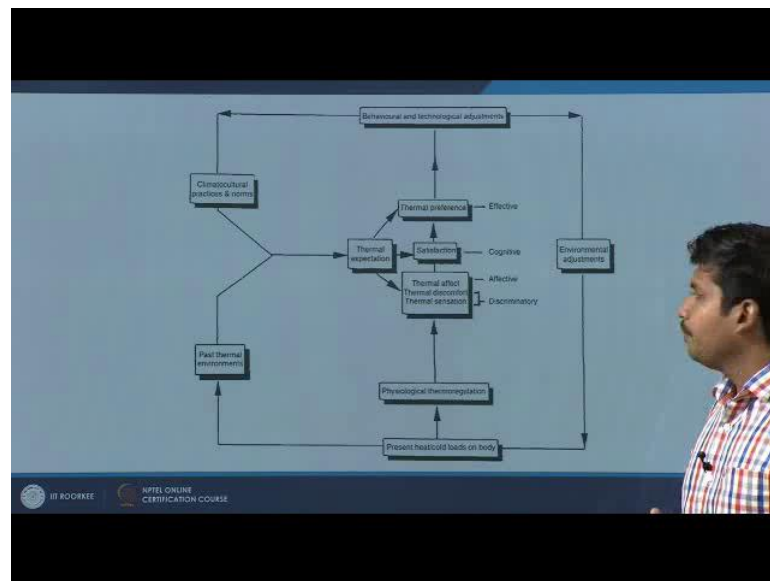 Behavioural and technological adjustments
Climatocultural
practices & norms
Thermal preference
Effective
Thermal
expectation
Satisfaction
Cognitive
Environmental
adjustments
Thermal affect
Thermal discomfort
Thermal sensation
Affective
Discriminatory
Past thermal
environments
Physiological thermoregulation
Present heat/cold loads on body
IIT ROORKEE
NPTEL ONLINE
CERTIFICATION COURSE